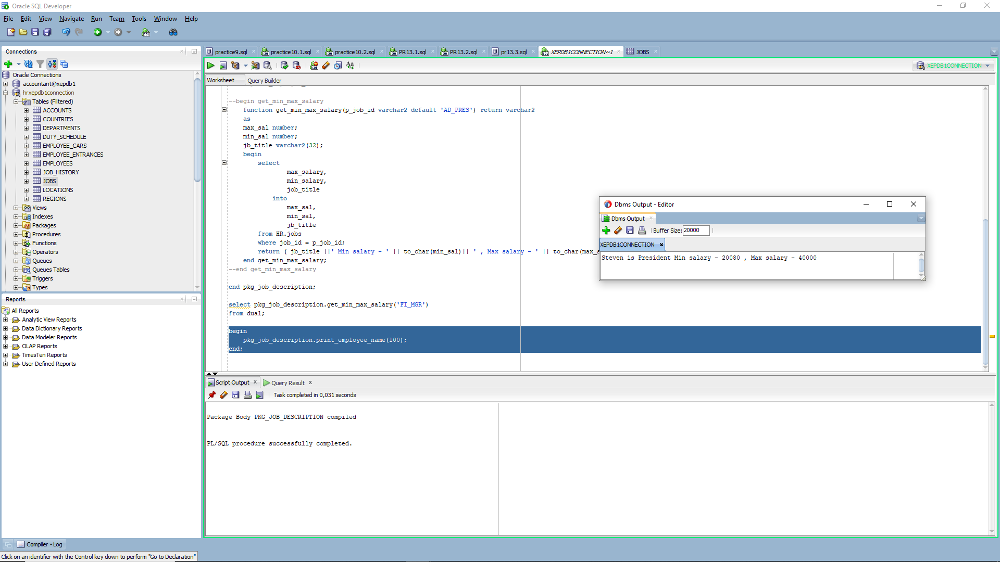 Oracle SQL Developer
File Edit View Navigate Run Team Tools Window Help
Connections
Oracle Connections
accountant@xepdb1
hrxepdb1connection
Tables (Filtered)
ACCOUNTS
COUNTRIES
DEPARTMENTS
DUTY_SCHEDULE
EMPLOYEE_CARS
EMPLOYEE_ENTRANCES
EMPLOYEES
JOB_HISTORY
JOBS
LOCATIONS
REGIONS
Views
Indexes
Packages
Procedures
Functions
Operators
Queues
Queues Tables
Triggers
Types
Reports
All Reports
Analytic View Reports
Data Dictionary Reports
Data Modeler Reports
OLAP Reports
TimesTen Reports
User Defined Reports
practice9.sql practice10.1.sql practice10.2.sql PR13.1.sql PR13.2.sql pr13.3.sql XEPDB1CONNECTION~1 JOBS
XEPDB1CONNECTION
Worksheet Query Builder
--begin get_min_max_salary
function get_min_max_salary(p_job_id varchar2 default 'AD_PRES') return varchar2
as
max_sal number;
min_sal number;
jb_title varchar2(32);
begin
select
max_salary,
min_salary,
job_title
into
max_sal,
min_sal,
jb_title
from HR.jobs
where job_id = p_job_id;
return ( jb_title ||' Min salary - ' || to_char(min_sal)|| ' , Max salary - ' || to_char(max_s
end get_min_max_salary;
--end get_min_max_salary
end pkg_job_description;
select pkg_job_description.get_min_max_salary('FI_MGR')
from dual;
begin
pkg_job_description.print_employee_name(100);
end;
Dbms Output - Editor
Dbms Output
Buffer Size: 20000
XEPDB1CONNECTION
Steven is President Min salary - 20080 , Max salary - 40000
Script Output Query Result
Task completed in 0,031 seconds
Package Body PKG_JOB_DESCRIPTION compiled
PL/SQL procedure successfully completed.
Compiler - Log
Click on an identifier with the Control key down to perform "Go to Declaration"